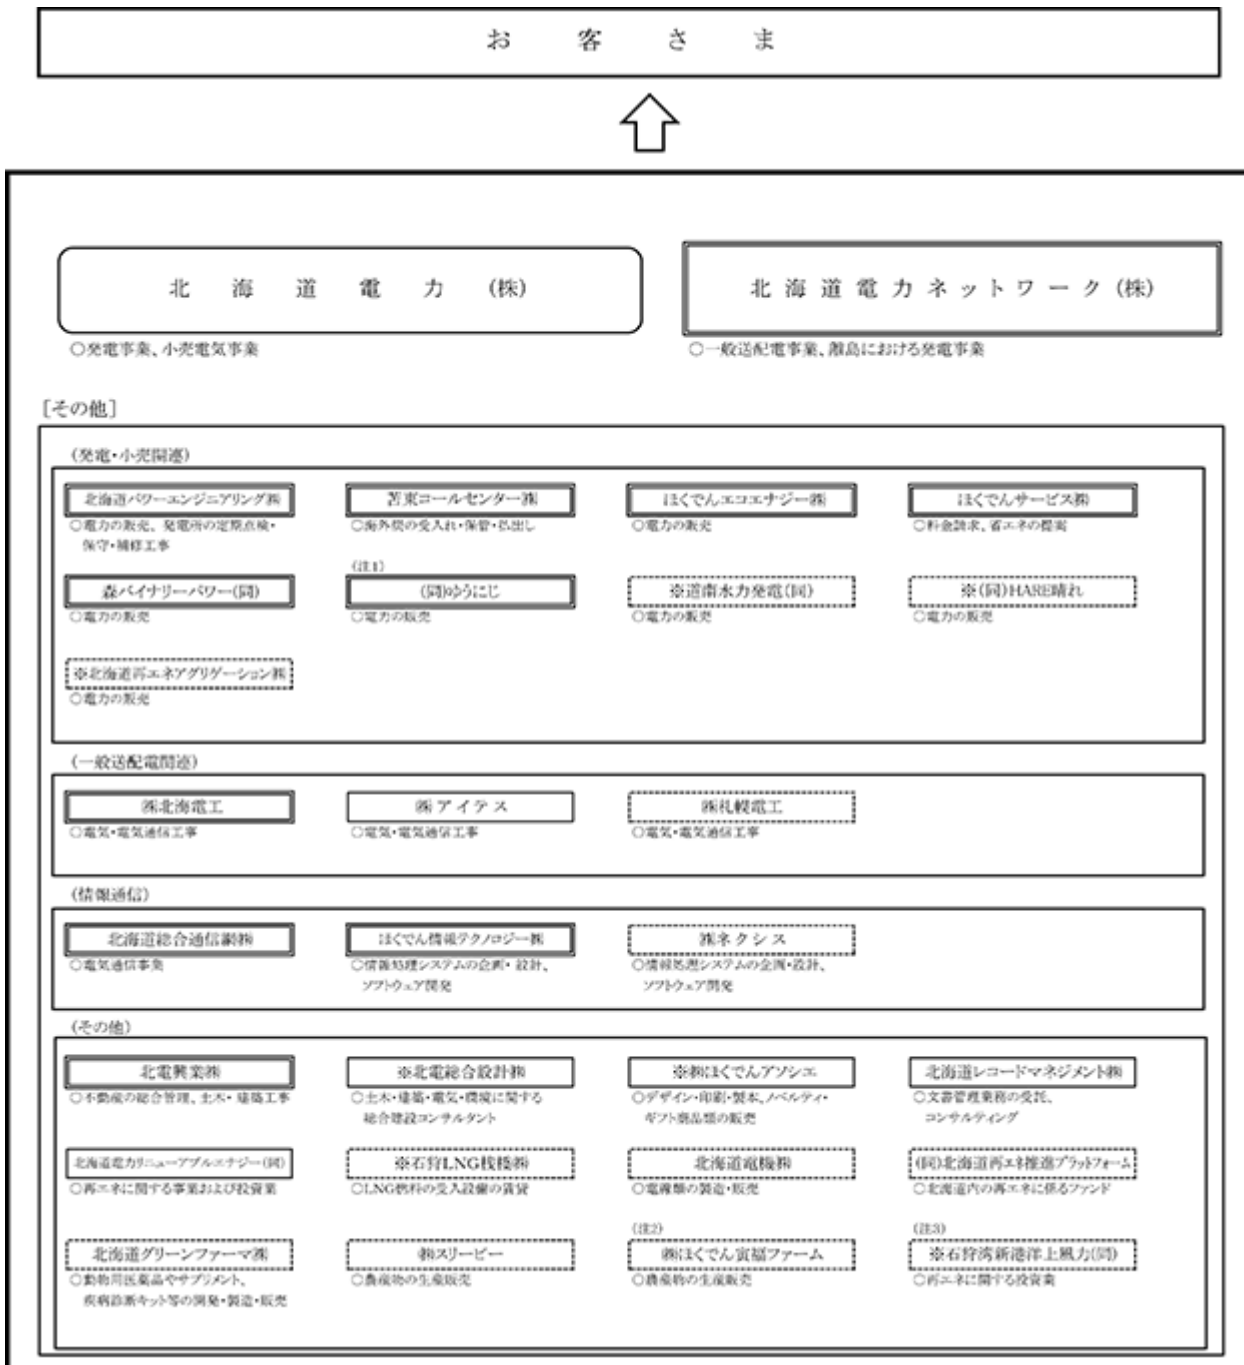 お客さま
北海道電力(株)
北海道電力ネットワーク(株)
○発電事業、小売電気事業
○一般送配電事業、離島における発電事業
[その他]
(発電・小売関連)
北海道パワーエンジニアリング㈱
苫東コールセンター㈱
ほくでんエコエナジー㈱
ほくでんサービス㈱
○電力の販売、発電所の定期点検・
保守・補修工事
○海外炭の受入れ・保管・払出し
○電力の販売
○料金請求、省エネの提案
(注1)
森バイナリーパワー(同)
(同)ゆうにじ
※道南水力発電(同)
※(同)HARE晴れ
○電力の販売
○電力の販売
○電力の販売
○電力の販売
※北海道再エネアグリゲーション㈱
○電力の販売
(一般送配電関連)
㈱北海電工
㈱アイテス
㈱札幌電工
○電気・電気通信工事
○電気・電気通信工事
○電気・電気通信工事
(情報通信)
北海道総合通信網㈱
ほくでん情報テクノロジー㈱
㈱ネクシス
○電気通信事業
○情報処理システムの企画・設計、
ソフトウェア開発
○情報処理システムの企画・設計、
ソフトウェア開発
(その他)
北電興業㈱
※北電総合設計㈱
※㈱ほくでんアソシエ
北海道レコードマネジメント㈱
○不動産の総合管理、土木・建築工事
○土木・建築・電気・環境に関する
総合建設コンサルタント
○デザイン・印刷・製本、ノベルティ・
ギフト商品類の販売
○文書管理業務の受託、
コンサルティング
北海道電力リニューアブルエナジー(同)
※石狩LNG桟橋㈱
北海道電機㈱
(同)北海道再エネ推進プラットフォーム
○再エネに関する事業および投資業
○LNG燃料の受入設備の賃貸
○電線類の製造・販売
○北海道内の再エネに係るファンド
(注2)
(注3)
北海道グリーンファーマ㈱
㈱スリービー
㈱ほくでん寅福ファーム
※石狩湾新港洋上風力(同)
○動物用医薬品やサプリメント、
疾病診断キット等の開発・製造・販売
○農産物の生産販売
○農産物の生産販売
○再エネに関する投資業